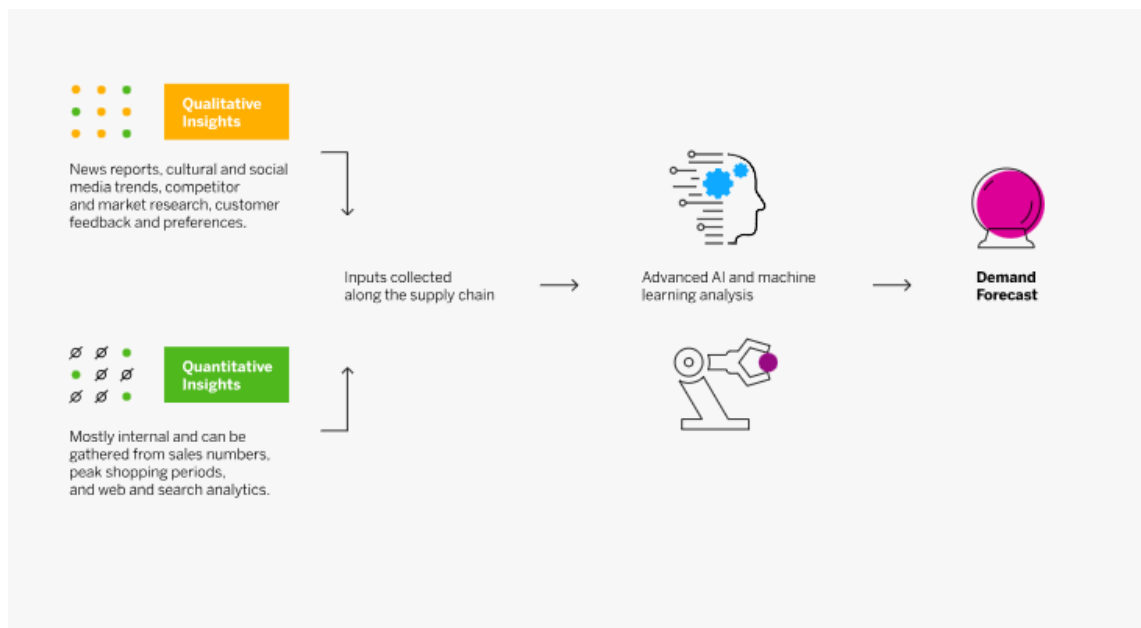 Qualitative
Insights
News reports, cultural and social
media trends, competitor
and market research, customer
feedback and preferences.
Inputs collected
along the supply chain
Advanced AI and machine
learning analysis
Demand
Forecast
Quantitative
Insights
Mostly internal and can be
gathered from sales numbers,
peak shopping periods,
and web and search analytics.